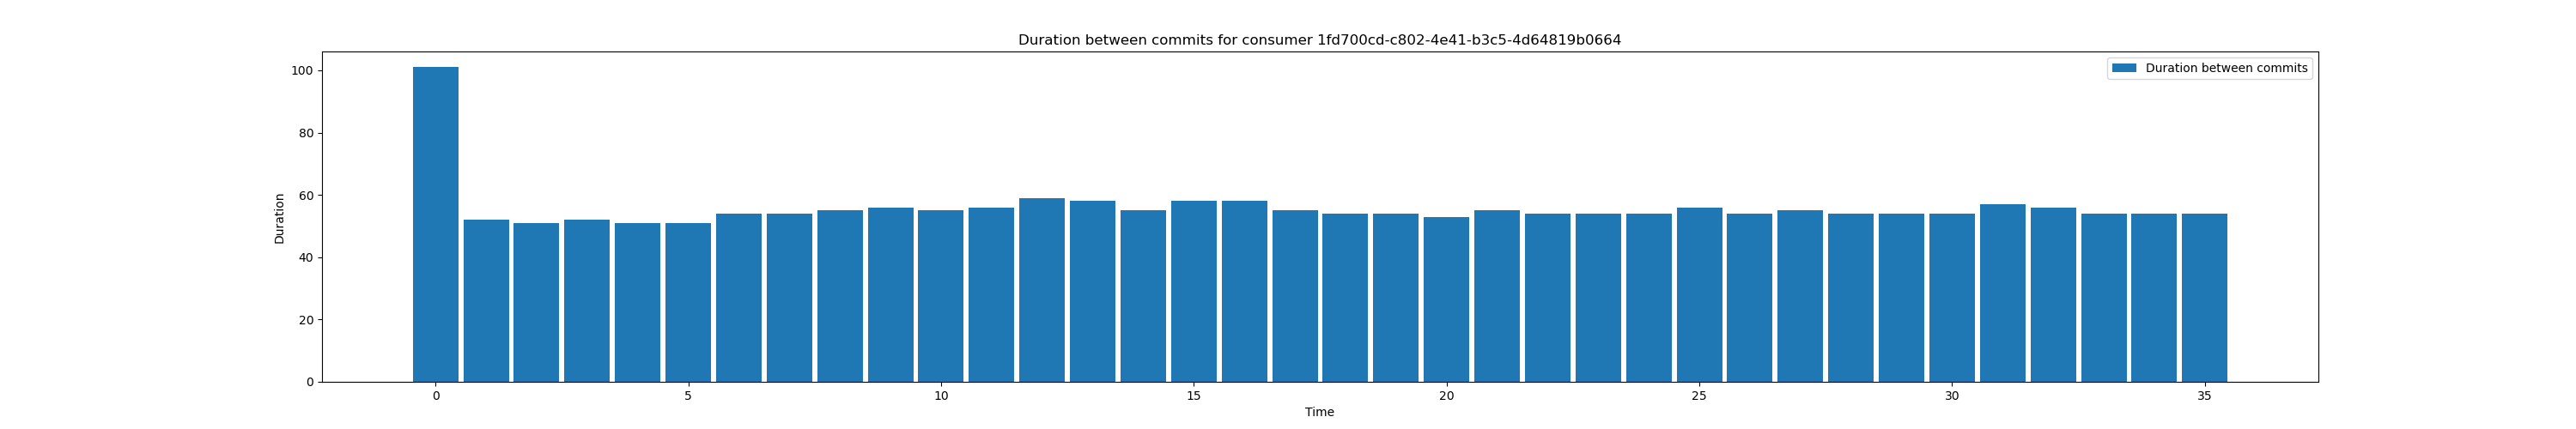 Duration between commits for consumer 1fd700cd-c802-4e41-b3c5-4d64819b0664
Duration between commits
100
80
60
40
20
0
Duration
0 5 10 15 20 25 30 35
Time